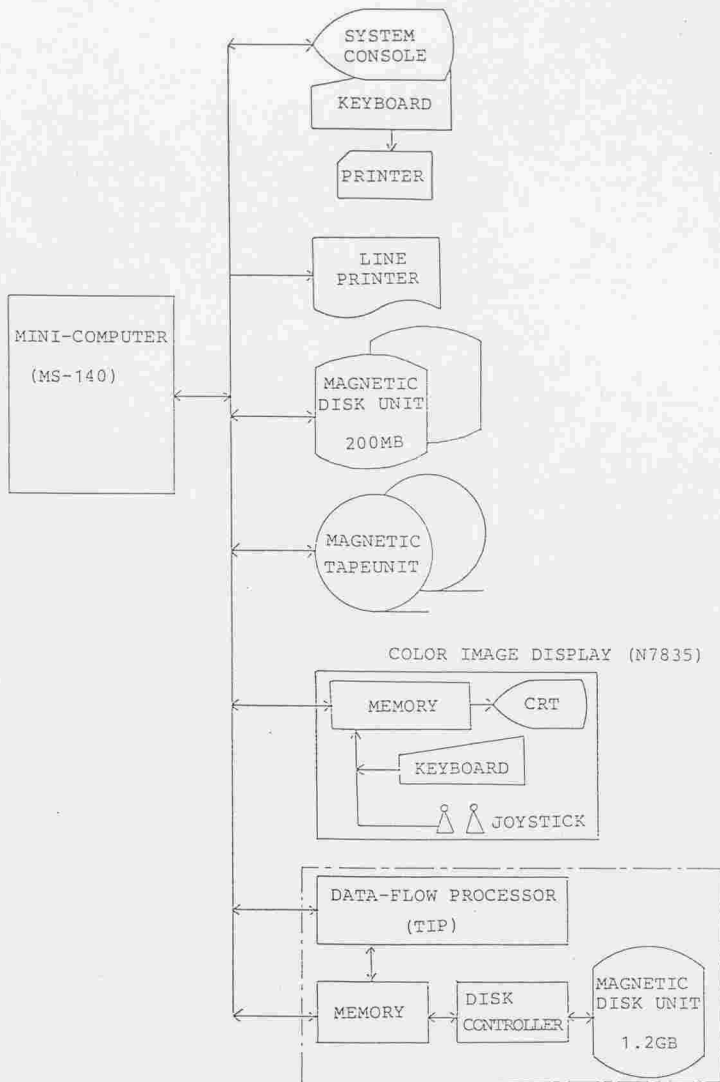 SYSTEM
CONSOLE
KEYBOARD
PRINTER
LINE
PRINTER
MINI-COMPUTER
(MS-140)
MAGNETIC
DISK UNIT
200MB
MAGNETIC
TAPEUNIT
COLOR IMAGE DISPLAY (N7835)
MEMORY
CRT
KEYBOARD
JOYSTICK
DATA-FLOW PROCESSOR
(TIP)
MEMORY
DISK
CONTROLLER
MAGNETIC
DISK UNIT
1.2GB